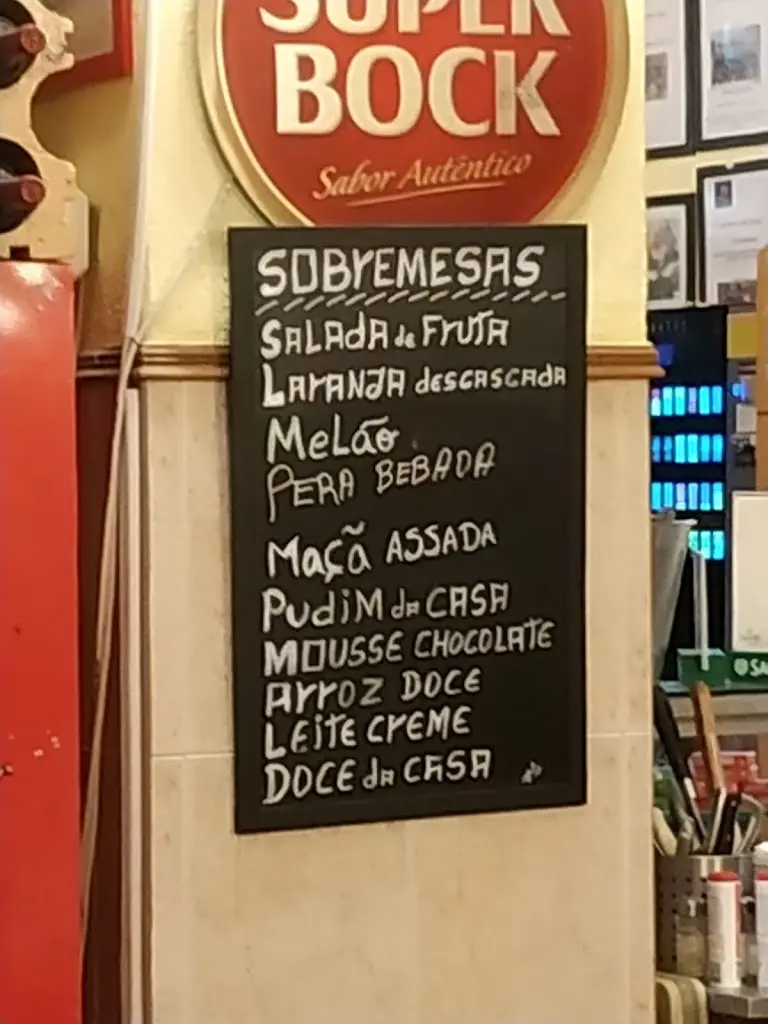 SUPER
BOCK
Sabor Autêntico
SOBREMESAS
SALADA de FRUTA
LARANJA descascada
MELão
PERA BEBADA
Maçã ASSADA
PUDIM da CASA
MOUSSE CHOCOLATE
ARROZ DOCE
LEITE CREME
DOCE da CASA